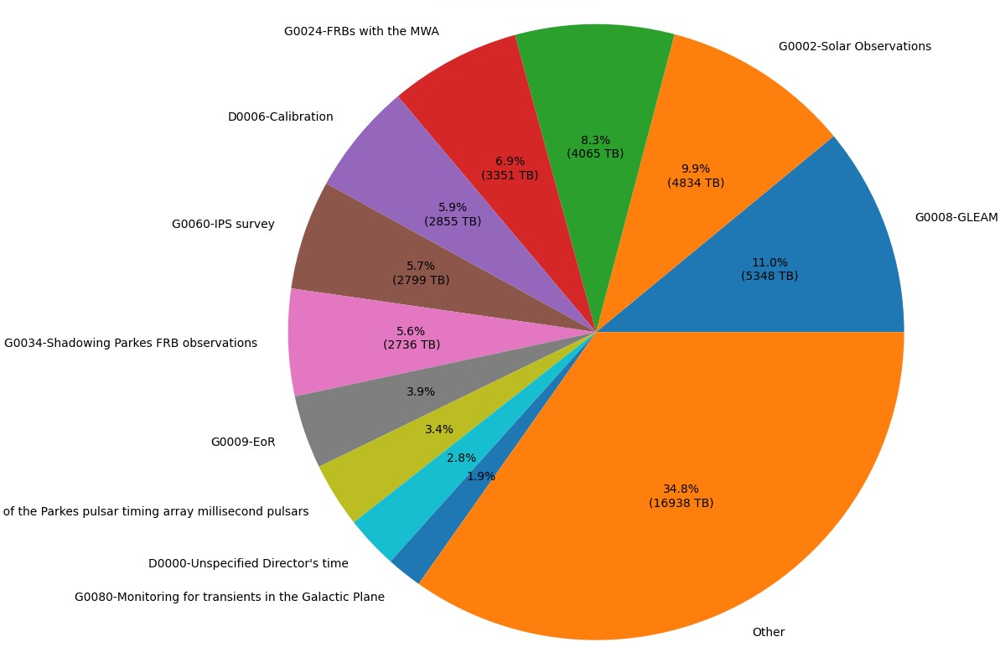 G0024-FRBs with the MWA
G0002-Solar Observations
D0006-Calibration
8.3%
(4065 TB)
6.9%
(3351 TB)
9.9%
(4834 TB)
5.9%
(2855 TB)
G0060-IPS survey
G0008-GLEAM
5.7%
(2799 TB)
11.0%
(5348 TB)
G0034-Shadowing Parkes FRB observations
5.6%
(2736 TB)
3.9%
G0009-EoR
3.4%
2.8%
1.9%
of the Parkes pulsar timing array millisecond pulsars
34.8%
(16938 TB)
D0000-Unspecified Director's time
G0080-Monitoring for transients in the Galactic Plane
Other